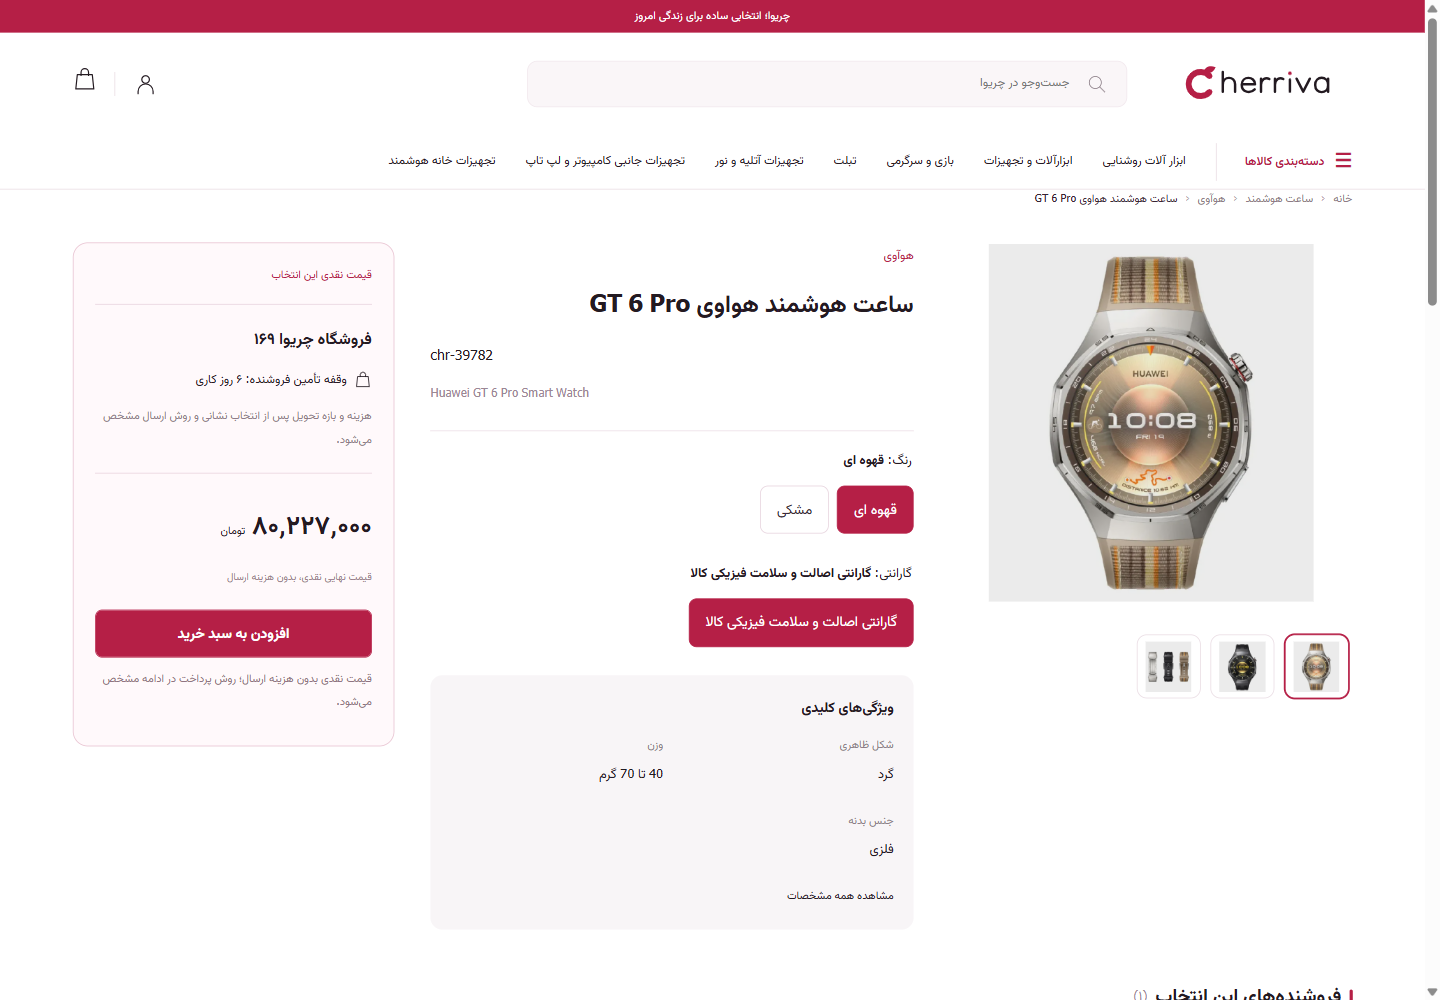 چریوا؛ انتخابی ساده برای زندگی امروز
Cherriva
جست‌وجو در چریوا
دسته‌بندی کالاها
ابزار آلات روشنایی
ابزارآلات و تجهیزات
بازی و سرگرمی
تبلت
تجهیزات آتلیه و نور
تجهیزات جانبی کامپیوتر و لپ تاپ
تجهیزات خانه هوشمند
خانه › ساعت هوشمند › هوآوی › ساعت هوشمند هواوی GT 6 Pro
HUAWEI
10:08
FRI 19
هوآوی
ساعت هوشمند هواوی GT 6 Pro
chr-39782
Huawei GT 6 Pro Smart Watch
رنگ: قهوه ای
قهوه ای
مشکی
گارانتی: گارانتی اصالت و سلامت فیزیکی کالا
گارانتی اصالت و سلامت فیزیکی کالا
ویژگی‌های کلیدی
شکل ظاهری
گرد
وزن
40 تا 70 گرم
جنس بدنه
فلزی
مشاهده همه مشخصات
قیمت نقدی این انتخاب
فروشگاه چریوا ۱۶۹
وقفه تأمین فروشنده: ۶ روز کاری
هزینه و بازه تحویل پس از انتخاب نشانی و روش ارسال مشخص
می‌شود.
۸۰,۲۲۷,۰۰۰ تومان
قیمت نهایی نقدی، بدون هزینه ارسال
افزودن به سبد خرید
قیمت نقدی بدون هزینه ارسال؛ روش پرداخت در ادامه مشخص
می‌شود.
فروشنده‌های این انتخاب (۱)